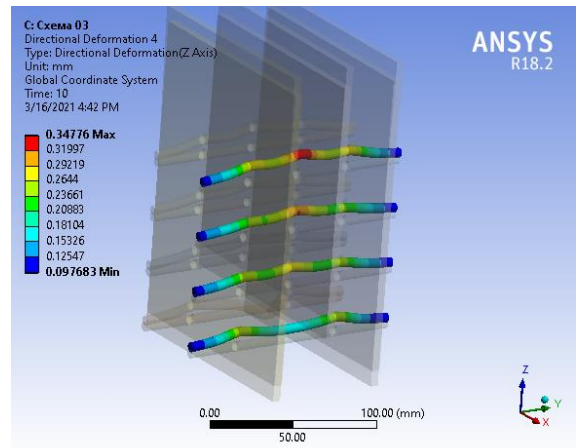 C: Схема 03
Directional Deformation 4
Type: Directional Deformation(Z Axis)
Unit: mm
Global Coordinate System
Time: 10
3/16/2021 4:42 PM
0.34776 Max
0.31997
0.29219
0.2644
0.23661
0.20883
0.18104
0.15326
0.12547
0.097683 Min
ANSYS
R18.2
0.00
100.00 (mm)
50.00
Z
Y
X